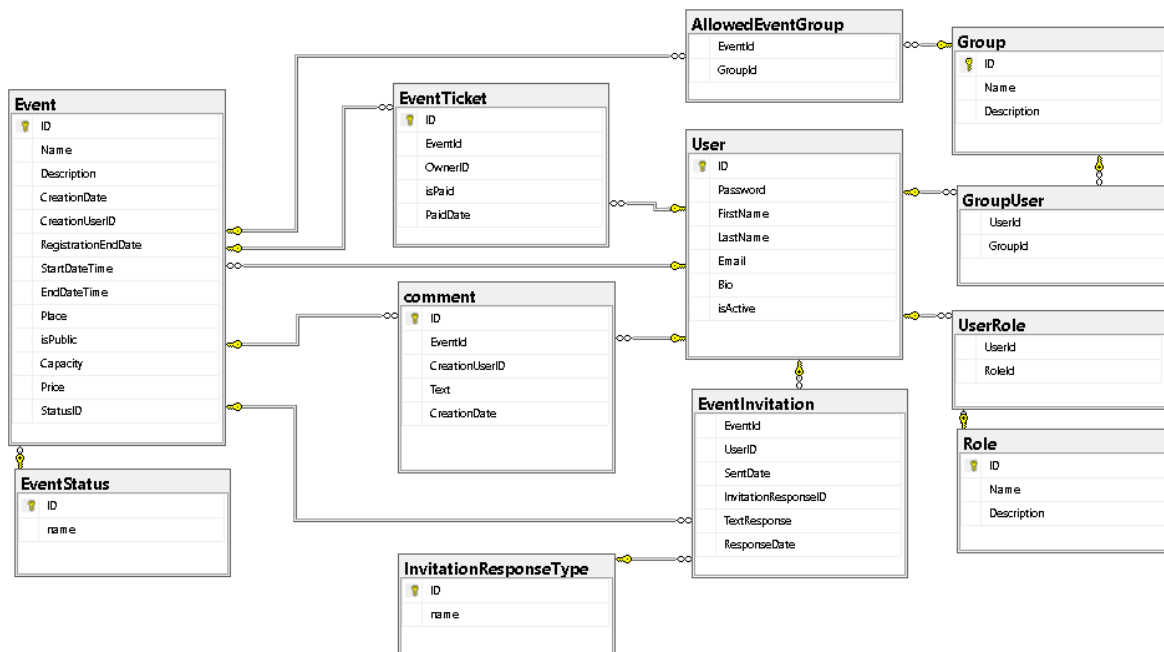 Event
ID
Name
Description
CreationDate
CreationUserID
RegistrationEndDate
StartDateTime
EndDateTime
Place
isPublic
Capacity
Price
StatusID
EventStatus
ID
name
EventTicket
ID
EventId
OwnerID
isPaid
PaidDate
comment
ID
EventId
CreationUserID
Text
CreationDate
InvitationResponseType
ID
name
AllowedEventGroup
EventId
GroupId
User
ID
Password
FirstName
LastName
Email
Bio
isActive
EventInvitation
EventId
UserID
SentDate
InvitationResponseID
TextResponse
ResponseDate
Group
ID
Name
Description
GroupUser
UserId
GroupId
UserRole
UserId
RoleId
Role
ID
Name
Description